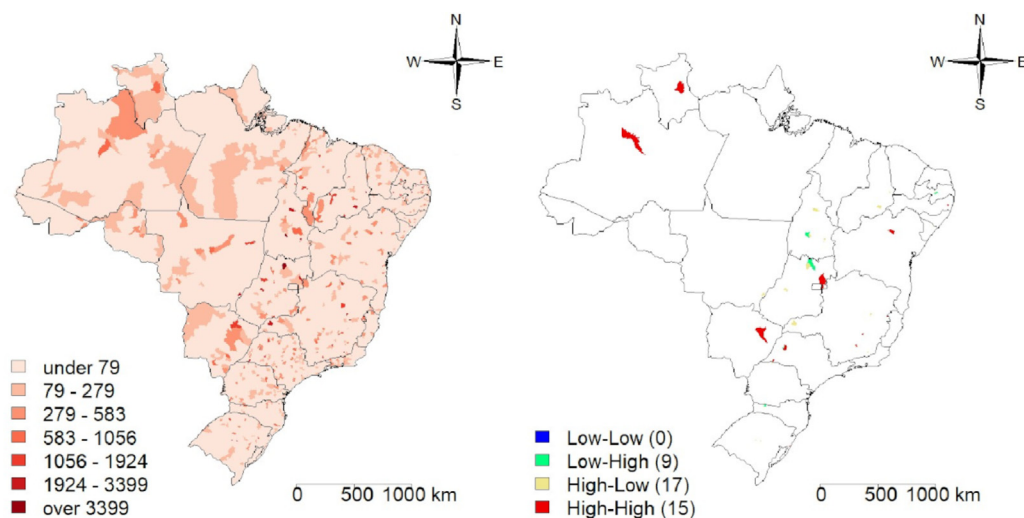 N
W E
S
under 79
79 - 279
279 - 583
583 - 1056
1056 - 1924
1924 - 3399
over 3399
0 500 1000 km
N
W E
S
Low-Low (0)
Low-High (9)
High-Low (17)
High-High (15)
0 500 1000 km